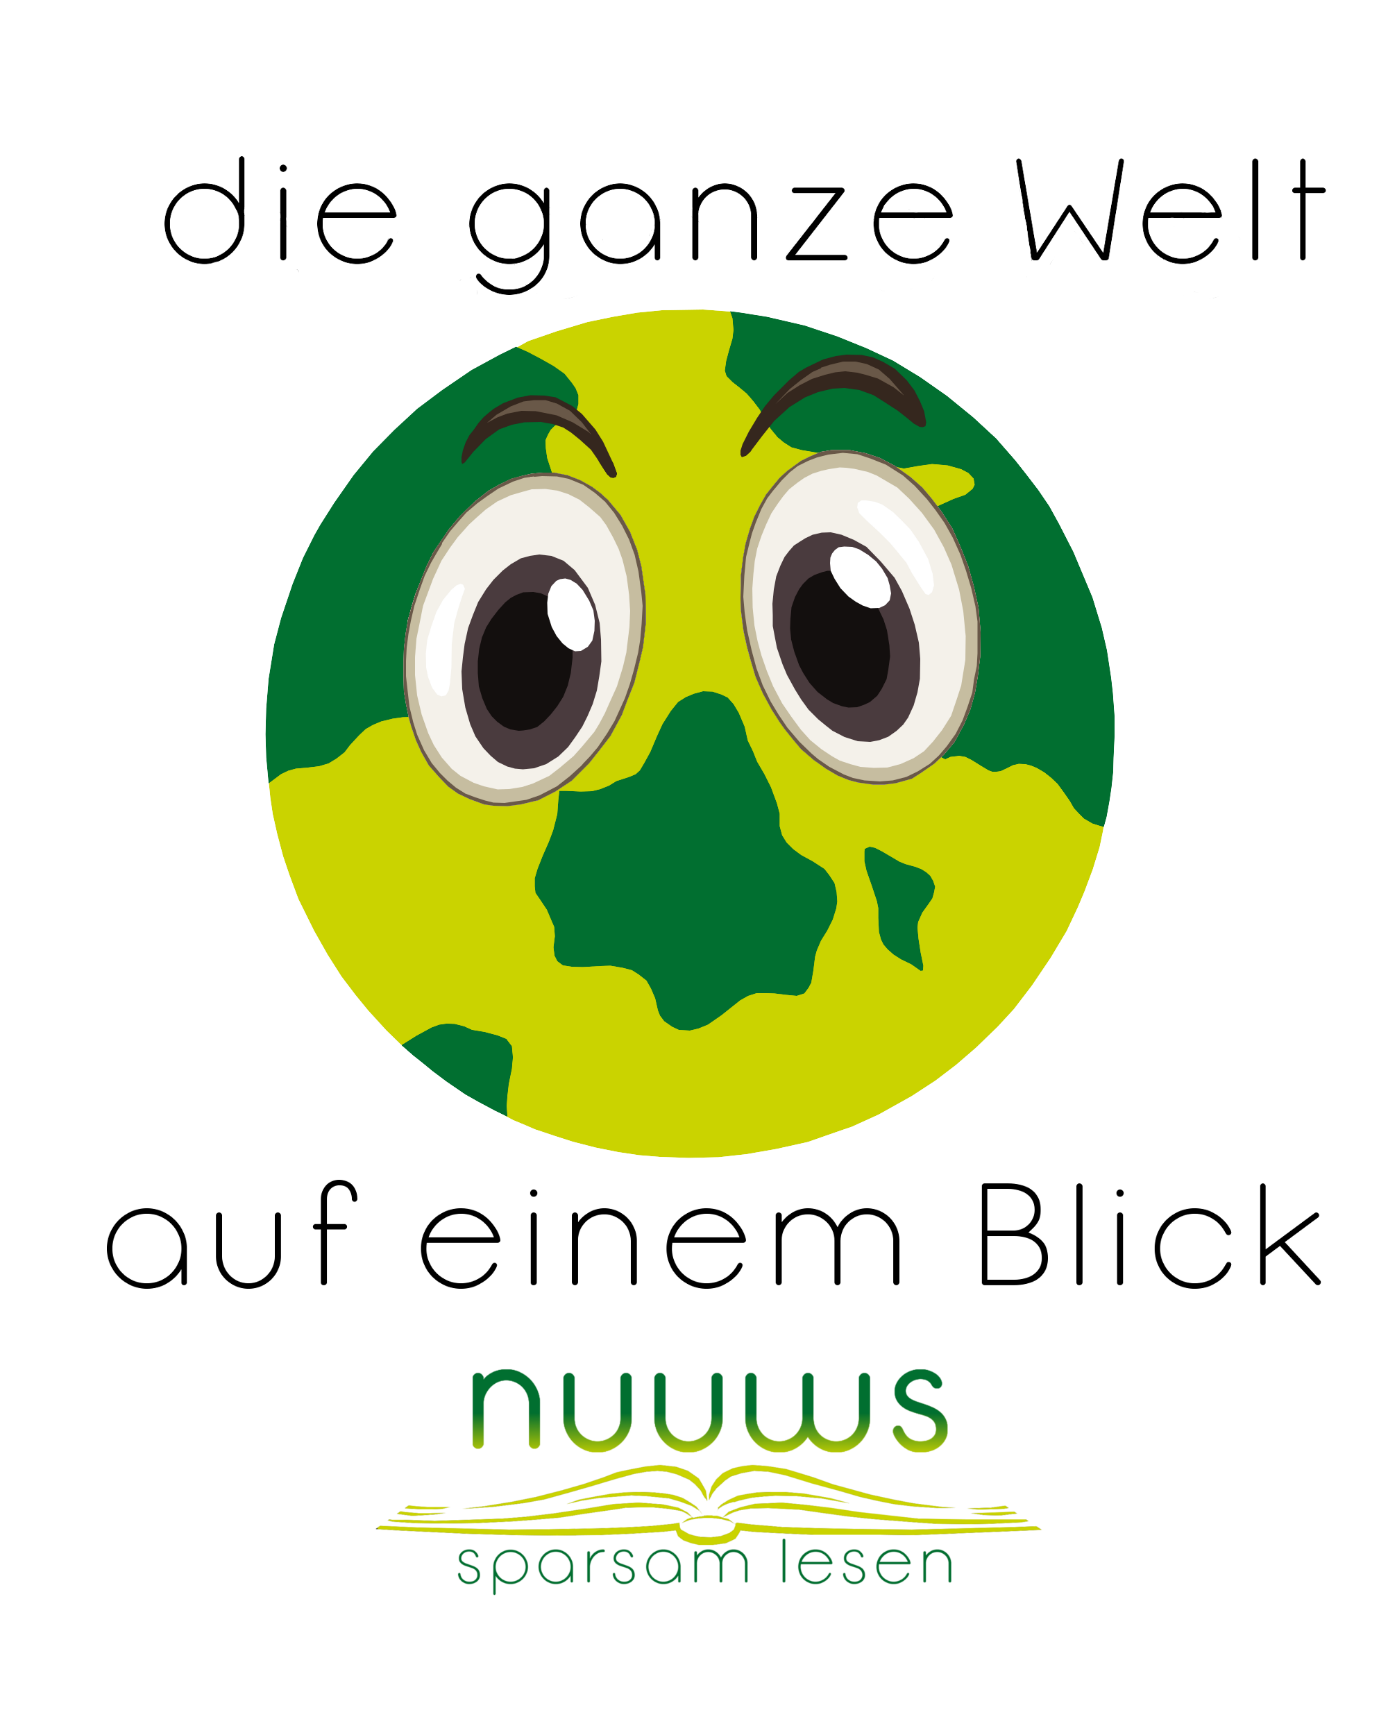 die ganze Welt
auf einem Blick
nuuws
sparsam lesen